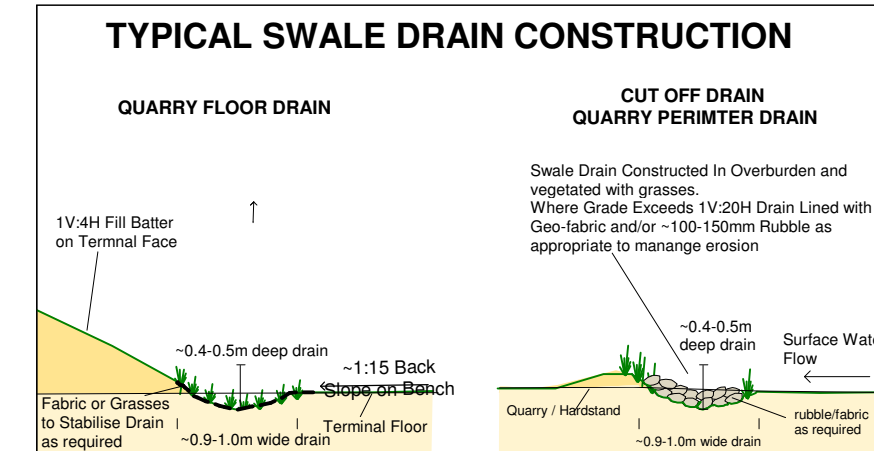 TYPICAL SWALE DRAIN CONSTRUCTION
QUARRY FLOOR DRAIN
1V:4H Fill Batter
on Termnal Face
~0.4-0.5m deep drain
~1:15 Back
Slope on Bench
Fabric or Grasses
to Stabilise Drain
as required
Terminal Floor
~0.9-1.0m wide drain
CUT OFF DRAIN
QUARRY PERIMTER DRAIN
Swale Drain Constructed In Overburden and
vegetated with grasses.
Where Grade Exceeds 1V:20H Drain Lined with
Geo-fabric and/or ~100-150mm Rubble as
appropriate to manange erosion
~0.4-0.5m
deep drain
Surface Wate
Flow
Quarry / Hardstand
rubble/fabric
as required
~0.9-1.0m wide drain